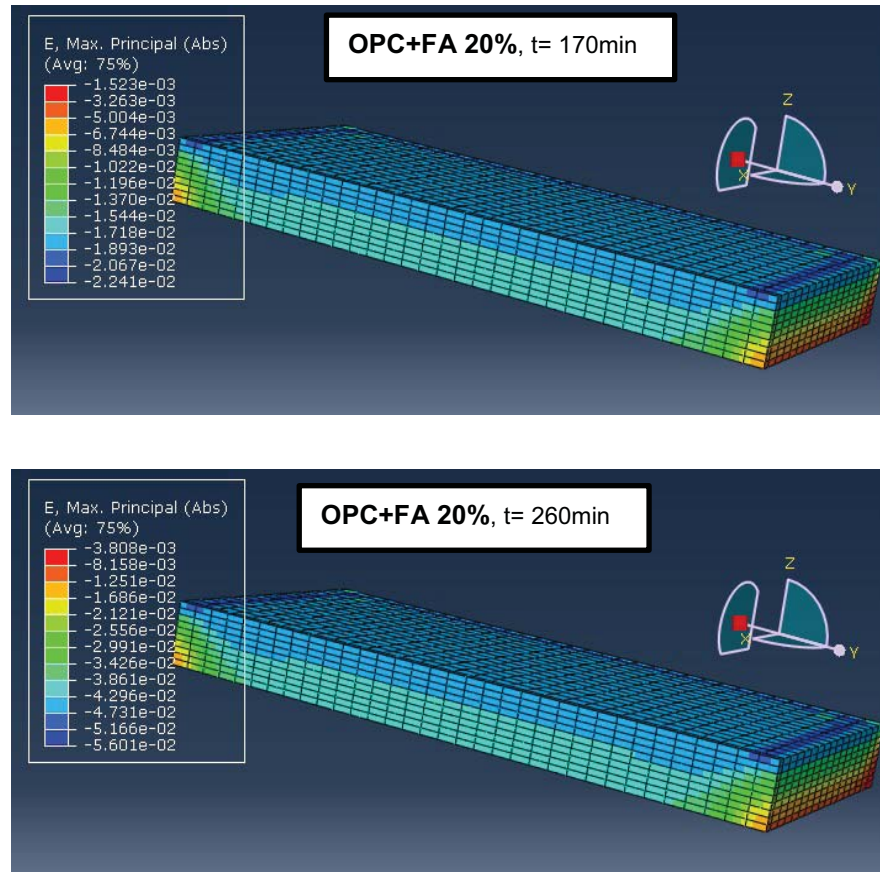 OPC+FA 20%, t= 170min
E, Max. Principal (Abs)
(Avg: 75%)
-1.523e-03
-3.263e-03
-5.004e-03
-6.744e-03
-8.484e-03
-1.022e-02
-1.196e-02
-1.370e-02
-1.544e-02
-1.718e-02
-1.893e-02
-2.067e-02
-2.241e-02
Z
X
Y
OPC+FA 20%, t= 260min
E, Max. Principal (Abs)
(Avg: 75%)
-3.808e-03
-8.158e-03
-1.251e-02
-1.686e-02
-2.121e-02
-2.556e-02
-2.991e-02
-3.426e-02
-3.861e-02
-4.296e-02
-4.731e-02
-5.166e-02
-5.601e-02
Z
X
Y